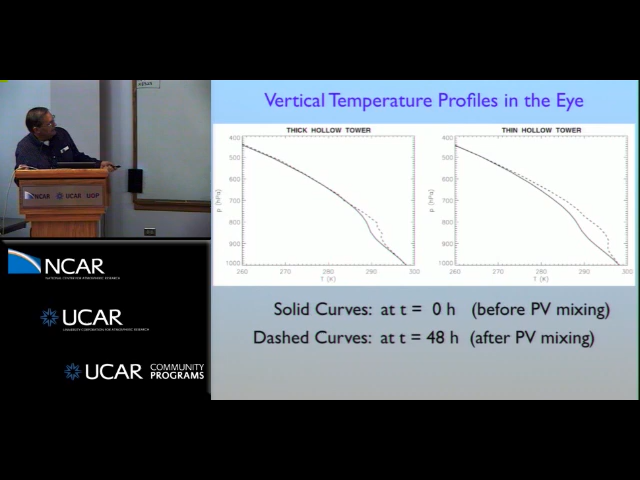 Vertical Temperature Profiles in the Eye
THICK HOLLOW TOWER
THIN HOLLOW TOWER
400
500
600
700
800
900
1000
260
270
280
290
300
p (hPa)
T (K)
400
500
600
700
800
900
1000
260
270
280
290
300
p (hPa)
T (K)
Solid Curves: at t = 0 h (before PV mixing)
Dashed Curves: at t = 48 h (after PV mixing)
NCAR UCAR UOP
NCAR
NATIONAL CENTER FOR ATMOSPHERIC RESEARCH
UCAR
UNIVERSITY CORPORATION FOR ATMOSPHERIC RESEARCH
UCAR COMMUNITY
PROGRAMS